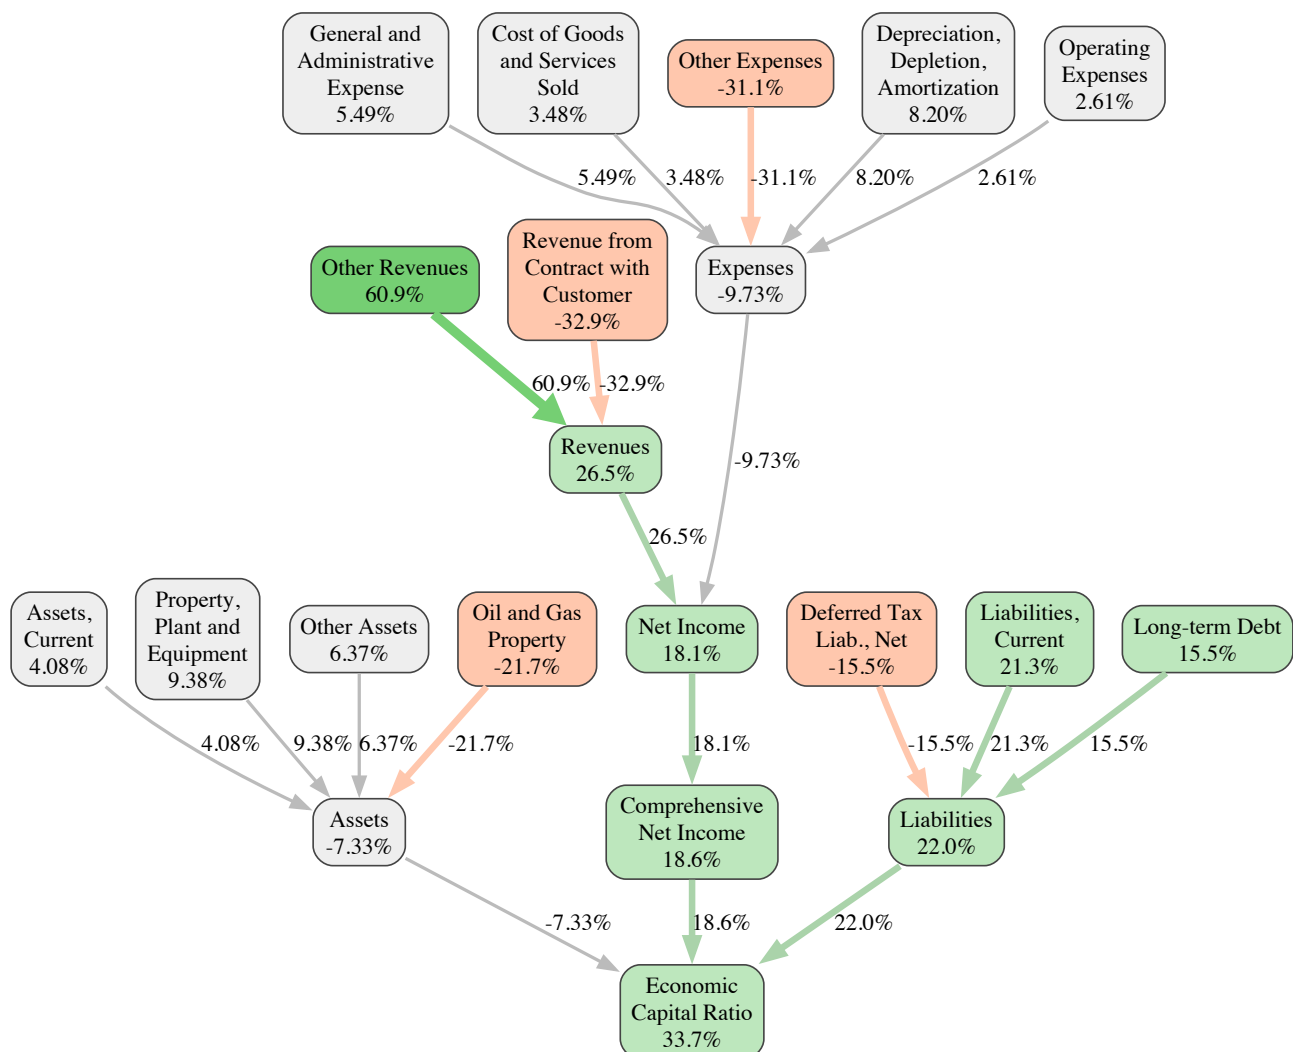 General and
Administrative
Expense
5.49%
Cost of Goods
and Services
Sold
3.48%
Other Expenses
-31.1%
Depreciation,
Depletion,
Amortization
8.20%
Operating
Expenses
2.61%
5.49%
3.48%
-31.1%
8.20%
2.61%
Other Revenues
60.9%
Revenue from
Contract with
Customer
-32.9%
Expenses
-9.73%
60.9%
-32.9%
Revenues
26.5%
-9.73%
26.5%
Assets,
Current
4.08%
Property,
Plant and
Equipment
9.38%
Other Assets
6.37%
Oil and Gas
Property
-21.7%
Net Income
18.1%
Deferred Tax
Liab., Net
-15.5%
Liabilities,
Current
21.3%
Long-term Debt
15.5%
4.08%
9.38%
6.37%
-21.7%
18.1%
-15.5%
21.3%
15.5%
Assets
-7.33%
Comprehensive
Net Income
18.6%
Liabilities
22.0%
-7.33%
18.6%
22.0%
Economic
Capital Ratio
33.7%